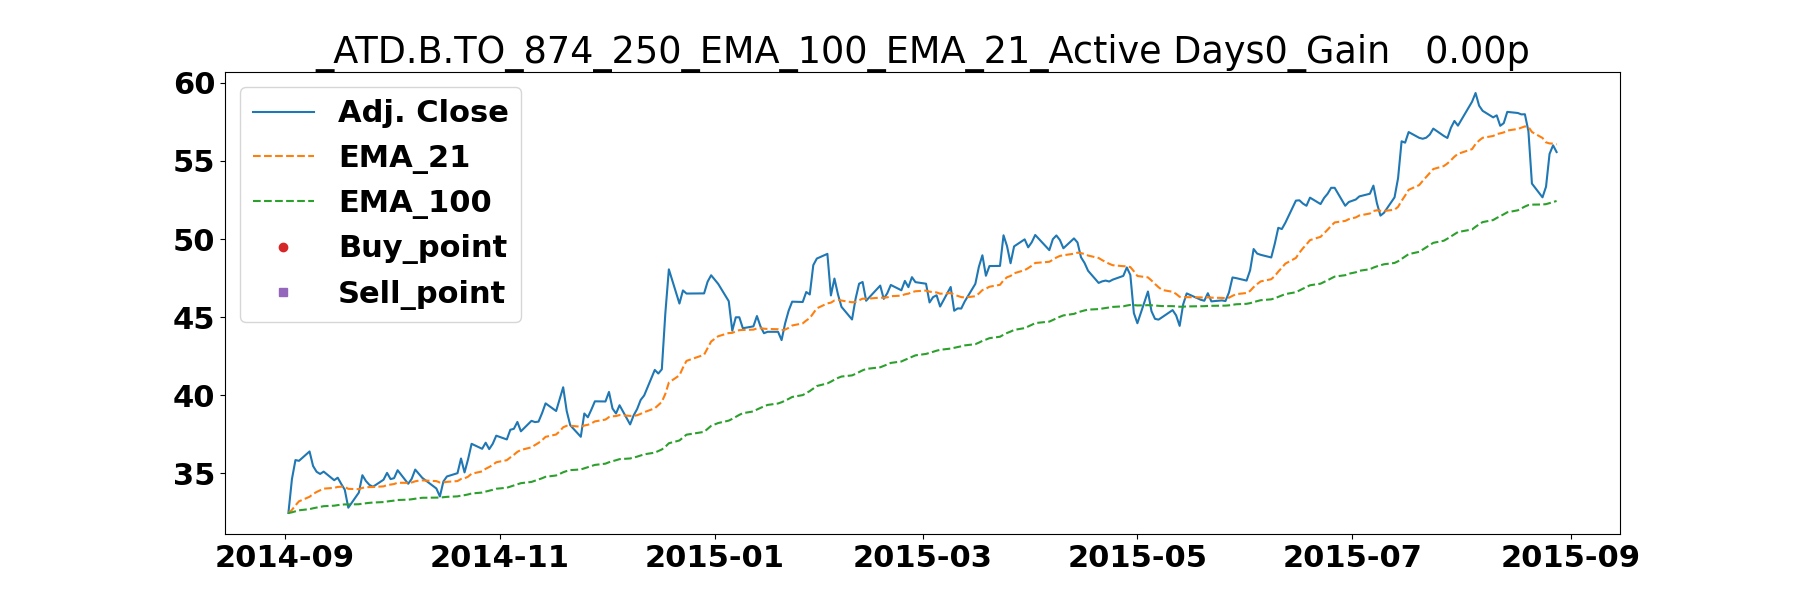 _ATD.B.TO_874_250_EMA_100_EMA_21_Active Days0_Gain   0.00p
60
55
50
45
40
35
Adj. Close
EMA_21
EMA_100
Buy_point
Sell_point
2014-09 2014-11 2015-01 2015-03 2015-05 2015-07 2015-09